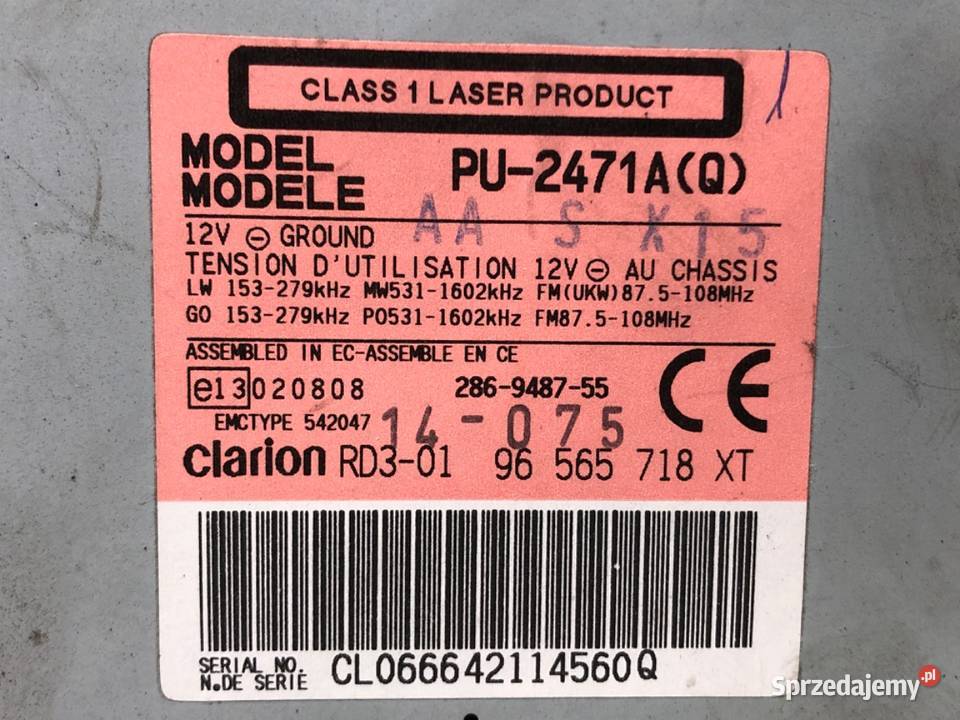 CLASS 1 LASER PRODUCT
MODEL
MODELE PU-2471A(Q)
AA S X15
12V ⊖ GROUND
TENSION D'UTILISATION 12V ⊖ AU CHASSIS
LW 153-279kHz MW531-1602kHz FM(UKW)87.5-108MHz
GO 153-279kHz PO531-1602kHz FM87.5-108MHz
ASSEMBLED IN EC-ASSEMBLE EN CE
e13 020808 286-9487-55 CE
EMCTYPE 542047 14-075
clarion RD3-01 96 565 718 XT
SERIAL NO.
N.DE SERIE CL066642114560Q
Sprzedajemy.pl